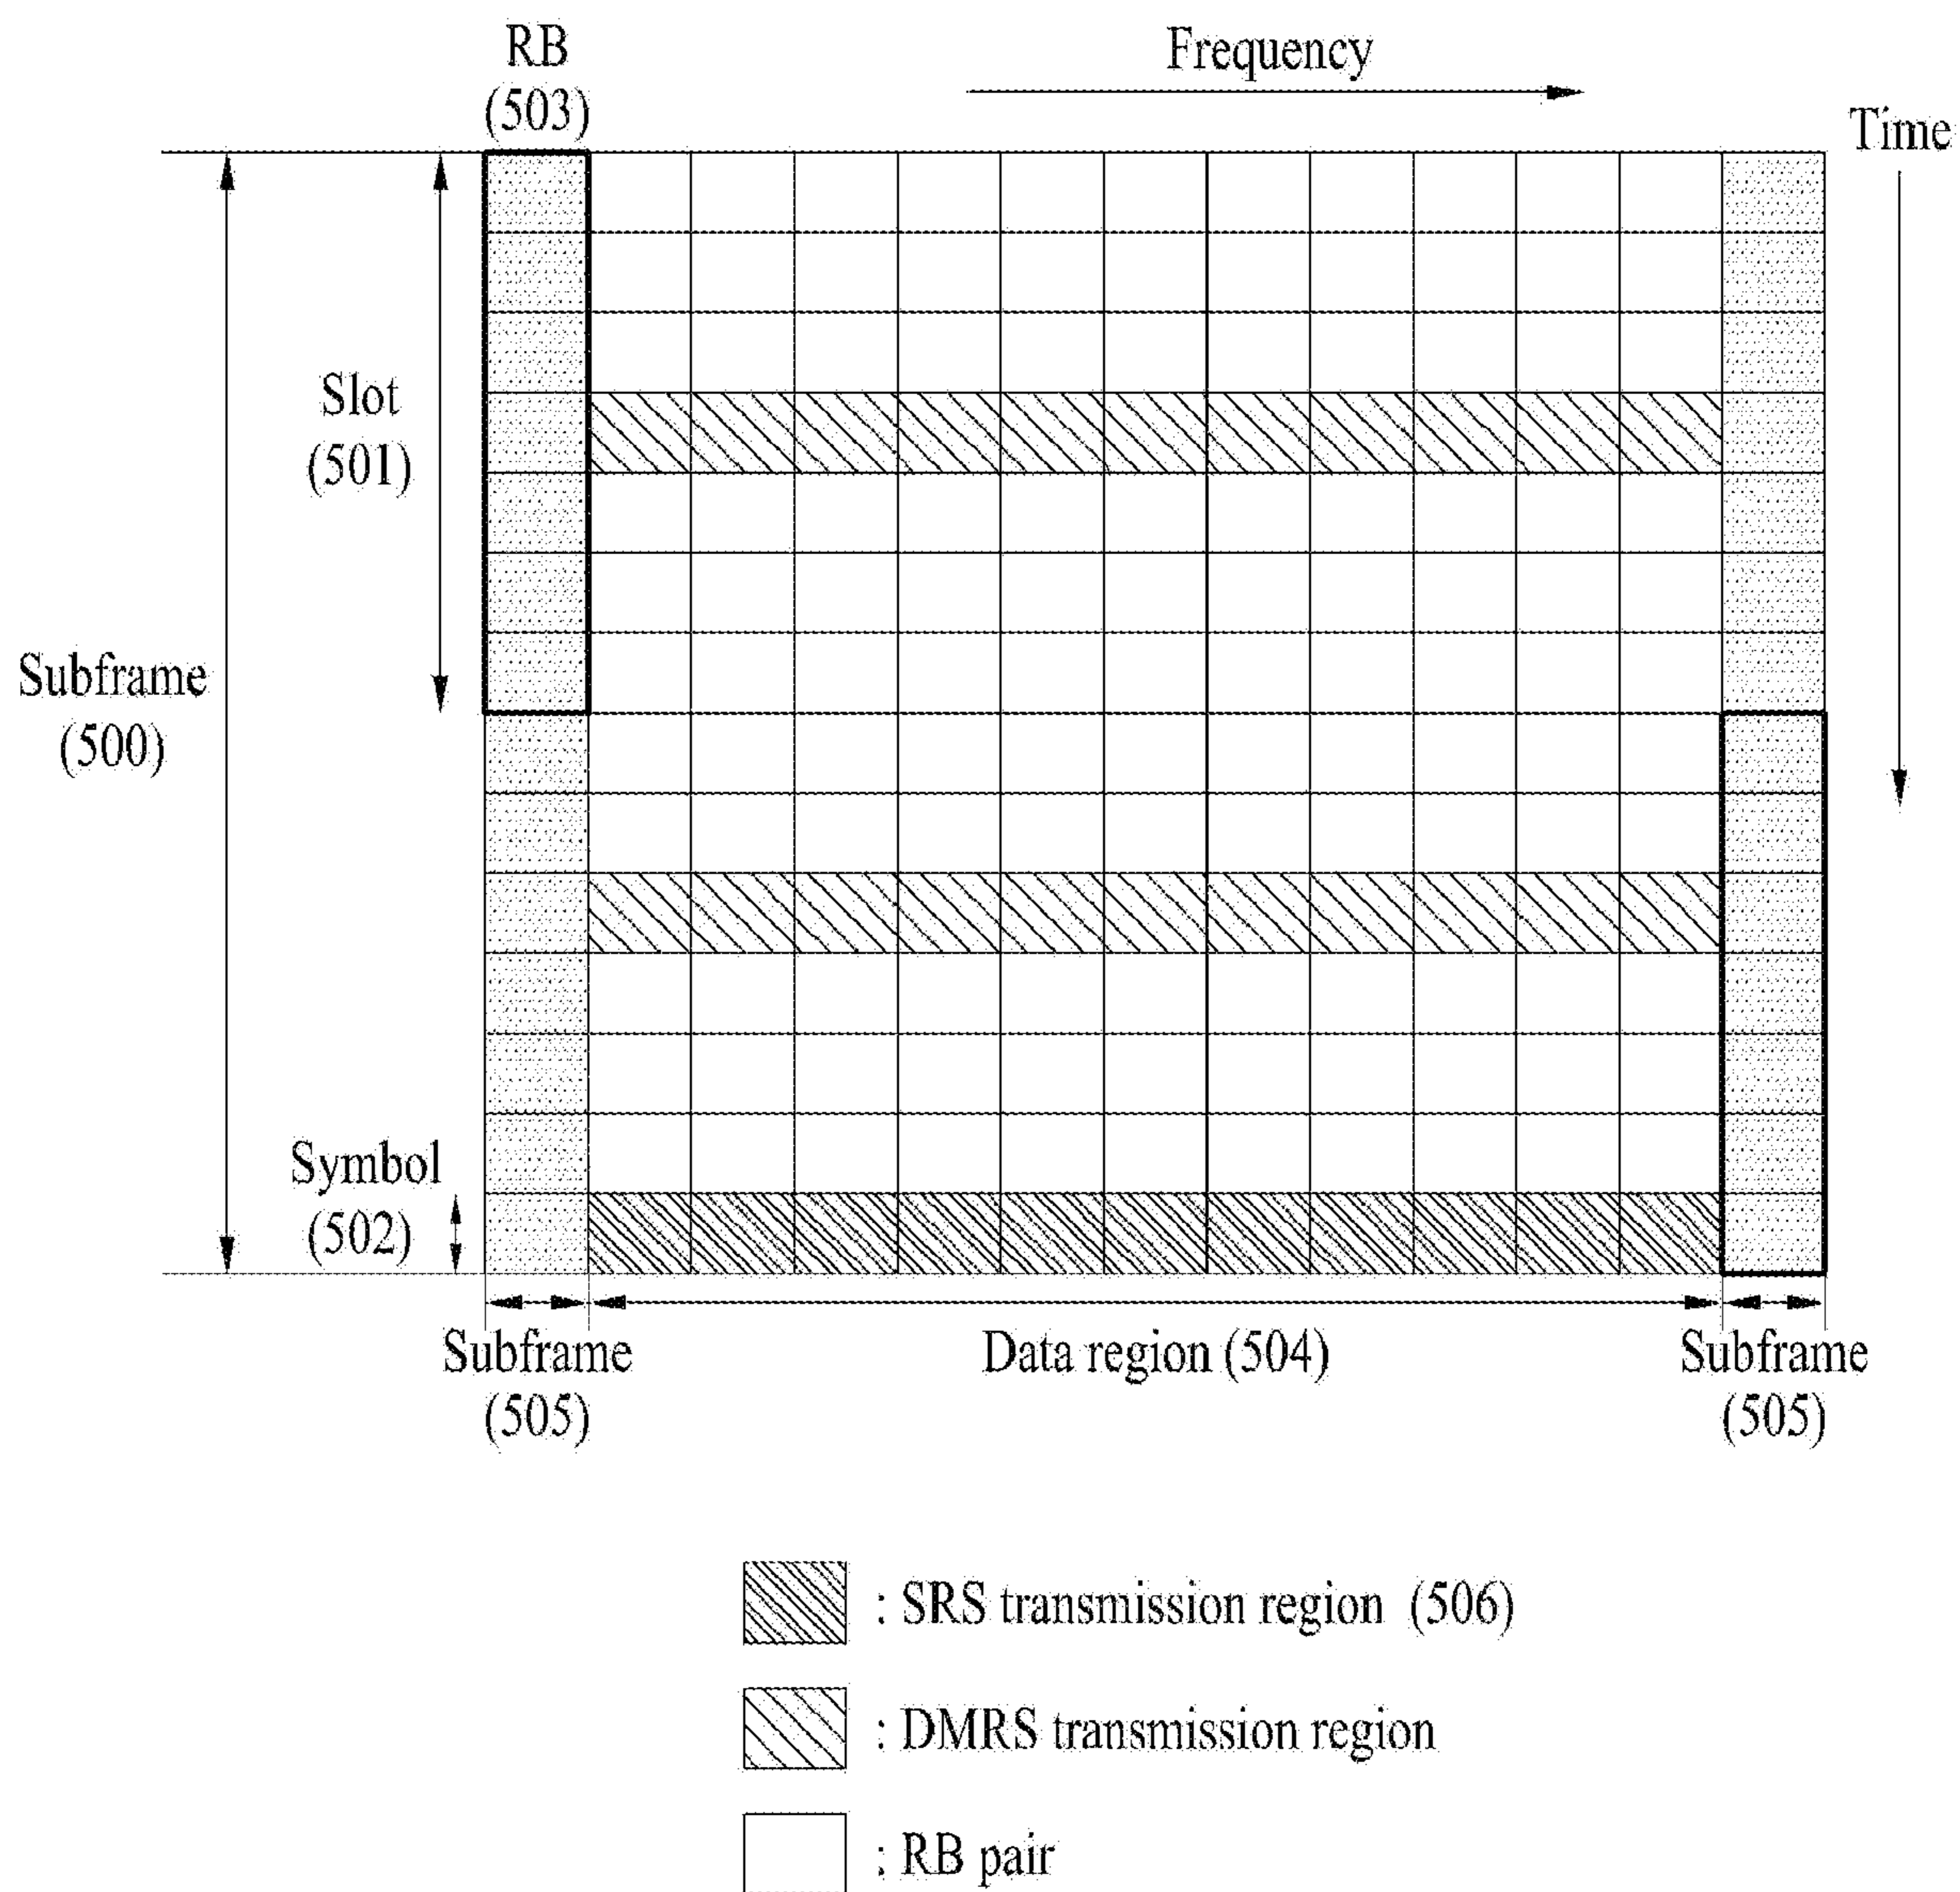 RB
(503)
Frequency
Time
Slot
(501)
Subframe
(500)
Symbol
(502)
Subframe
(505)
Data region (504)
Subframe
(505)
: SRS transmission region (506)
: DMRS transmission region
: RB pair